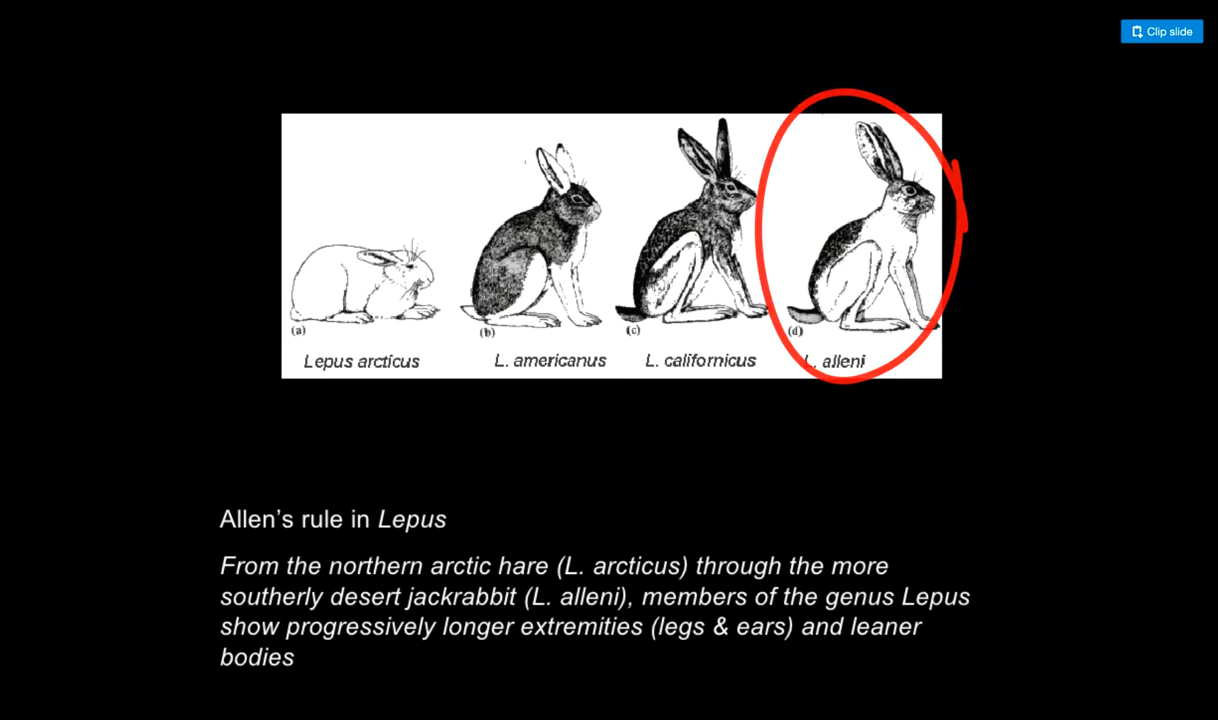 Clip slide
(a)
(b)
(c)
(d)
Lepus arcticus
L. americanus
L. californicus
L. alleni
Allen’s rule in Lepus
From the northern arctic hare (L. arcticus) through the more
southerly desert jackrabbit (L. alleni), members of the genus Lepus
show progressively longer extremities (legs & ears) and leaner
bodies